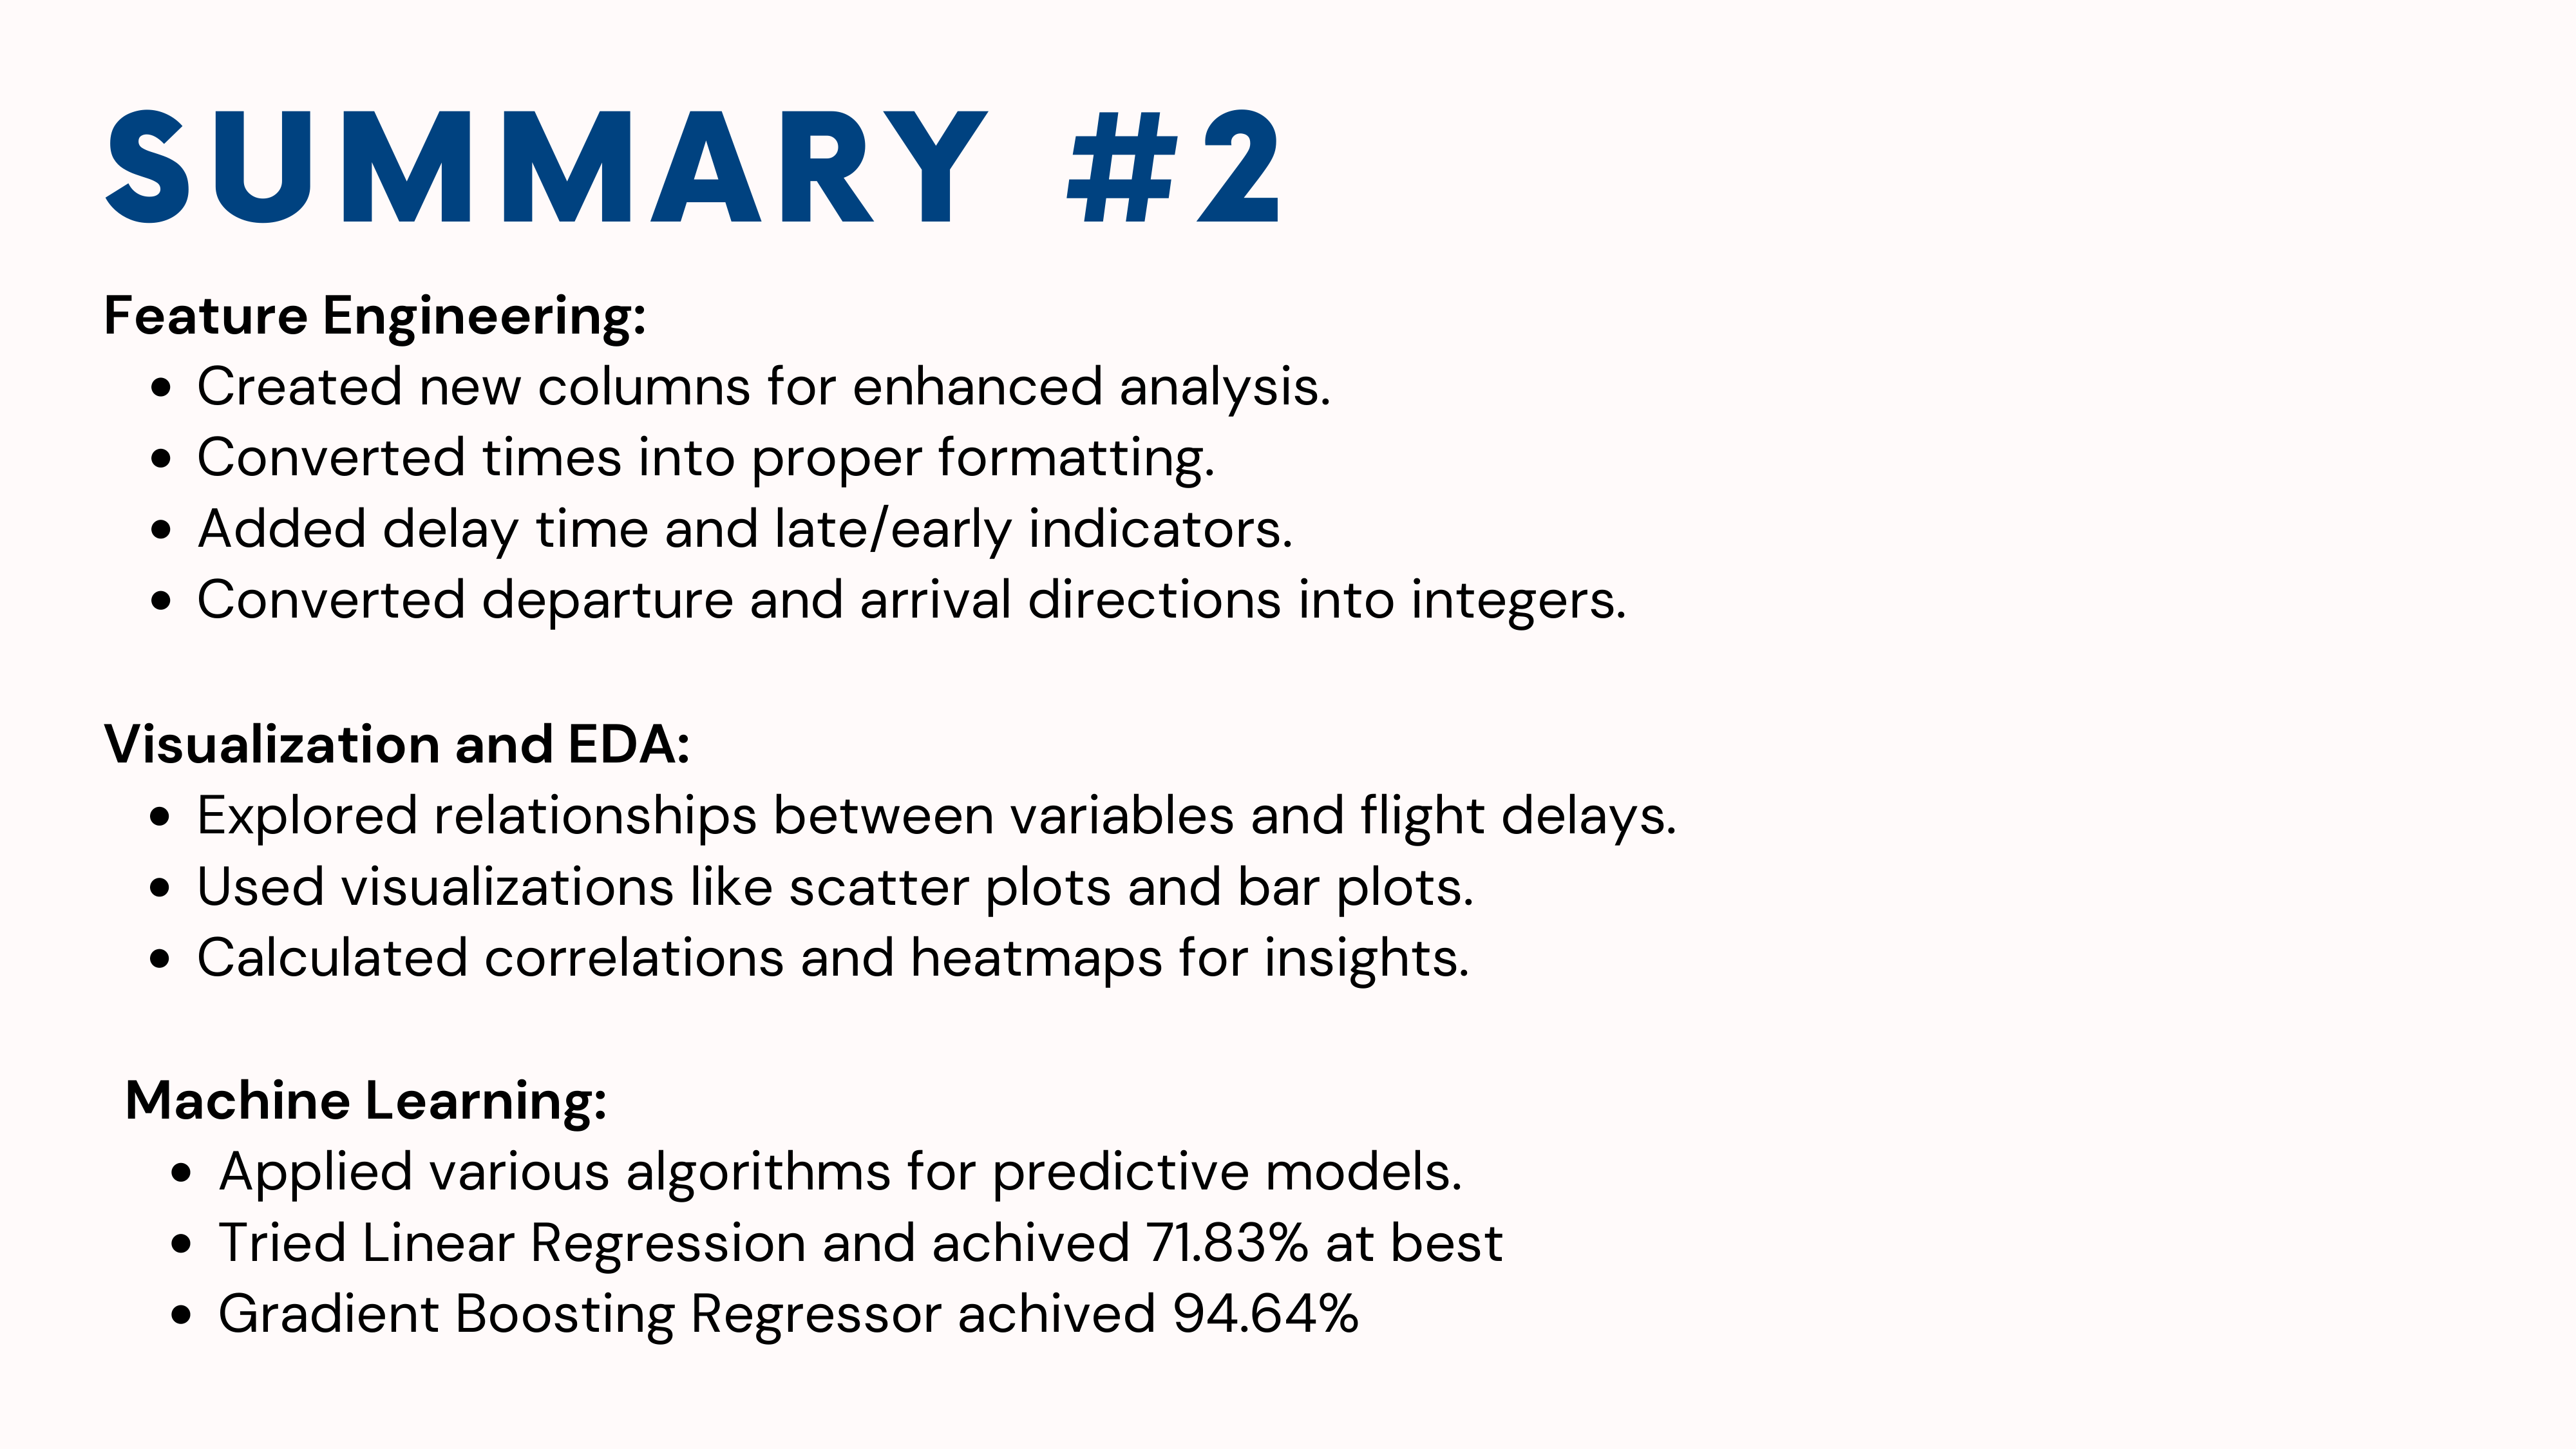 SUMMARY #2
Feature Engineering:
• Created new columns for enhanced analysis.
• Converted times into proper formatting.
• Added delay time and late/early indicators.
• Converted departure and arrival directions into integers.
Visualization and EDA:
• Explored relationships between variables and flight delays.
• Used visualizations like scatter plots and bar plots.
• Calculated correlations and heatmaps for insights.
Machine Learning:
• Applied various algorithms for predictive models.
• Tried Linear Regression and achived 71.83% at best
• Gradient Boosting Regressor achived 94.64%